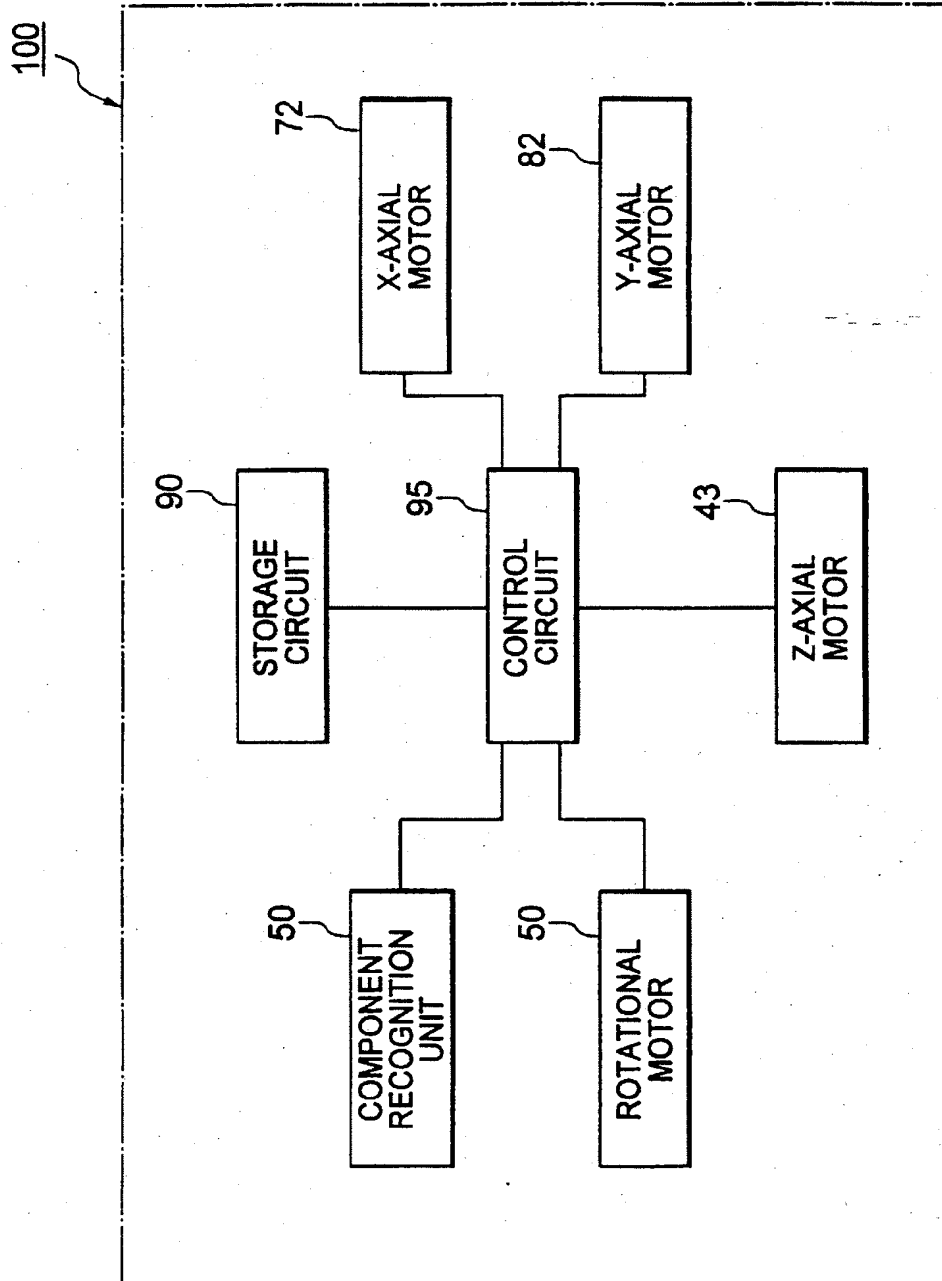 100
COMPONENT
RECOGNITION
UNIT
50
STORAGE
CIRCUIT
90
X-AXIAL
MOTOR
72
CONTROL
CIRCUIT
95
ROTATIONAL
MOTOR
50
Y-AXIAL
MOTOR
82
Z-AXIAL
MOTOR
43